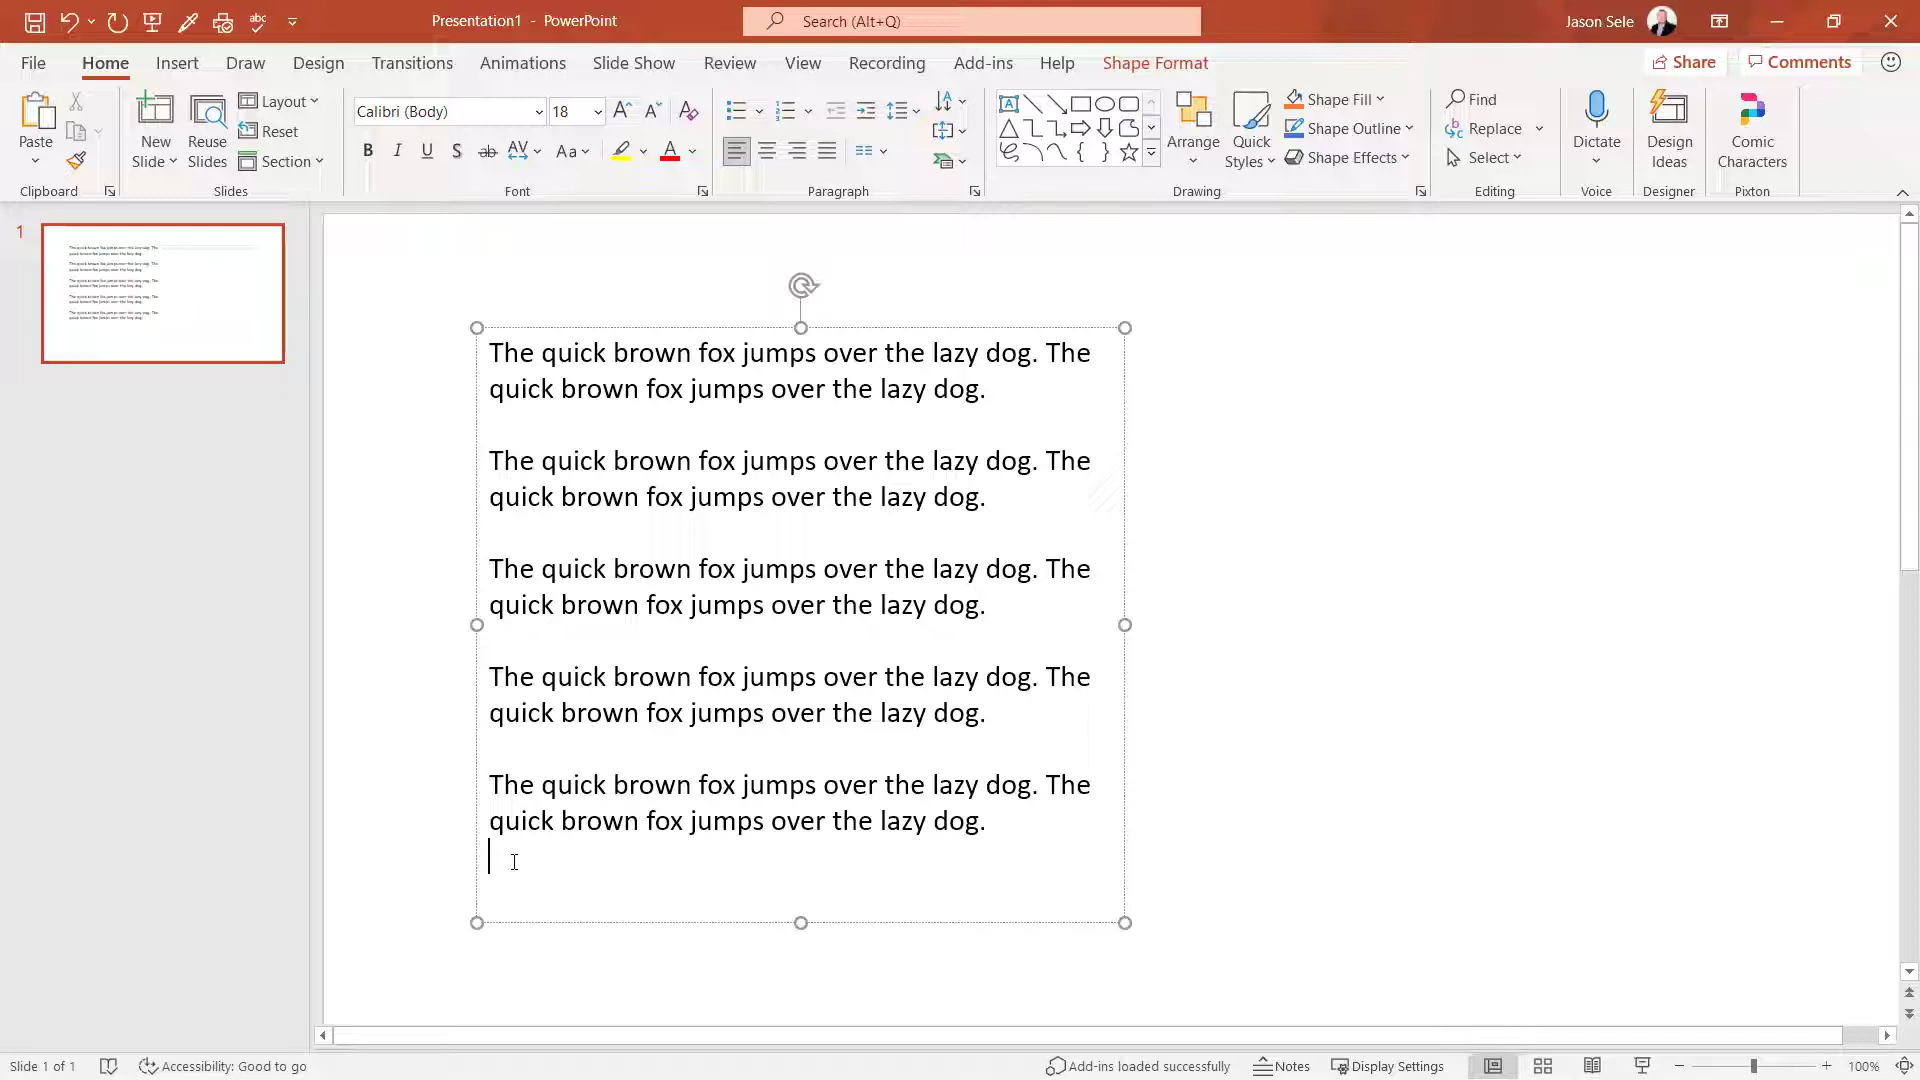 Presentation1 - PowerPoint
Search (Alt+Q)
Jason Sele
File Home Insert Draw Design Transitions Animations Slide Show Review View Recording Add-ins Help Shape Format
Share Comments
Paste
New Slide
Reuse Slides
Layout
Reset
Section
Calibri (Body) 18
B I U S ab AV Aa A
Shape Fill
Shape Outline
Shape Effects
Arrange
Quick Styles
Find
Replace
Select
Dictate
Design Ideas
Comic Characters
Clipboard Slides Font Paragraph Drawing Editing Voice Designer Pixton
1
The quick brown fox jumps over the lazy dog. The
quick brown fox jumps over the lazy dog.
The quick brown fox jumps over the lazy dog. The
quick brown fox jumps over the lazy dog.
The quick brown fox jumps over the lazy dog. The
quick brown fox jumps over the lazy dog.
The quick brown fox jumps over the lazy dog. The
quick brown fox jumps over the lazy dog.
The quick brown fox jumps over the lazy dog. The
quick brown fox jumps over the lazy dog.
Slide 1 of 1
Accessibility: Good to go
Add-ins loaded successfully
Notes
Display Settings
100%